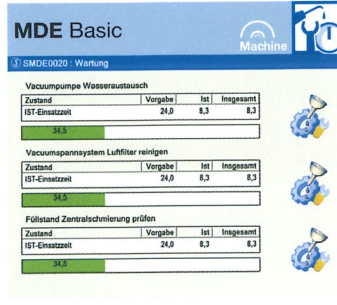 MDE Basic
Machine
SMDE0020 : Wartung
Vacuumpumpe Wasseraustausch
Zustand Vorgabe Ist Insgesamt
IST-Einsatzzeit 24,0 8,3 8,3
34,5
Vacuumspannsystem Luftfilter reinigen
Zustand Vorgabe Ist Insgesamt
IST-Einsatzzeit 24,0 8,3 8,3
34,5
Füllstand Zentralschmierung prüfen
Zustand Vorgabe Ist Insgesamt
IST-Einsatzzeit 24,0 8,3 8,3
34,5